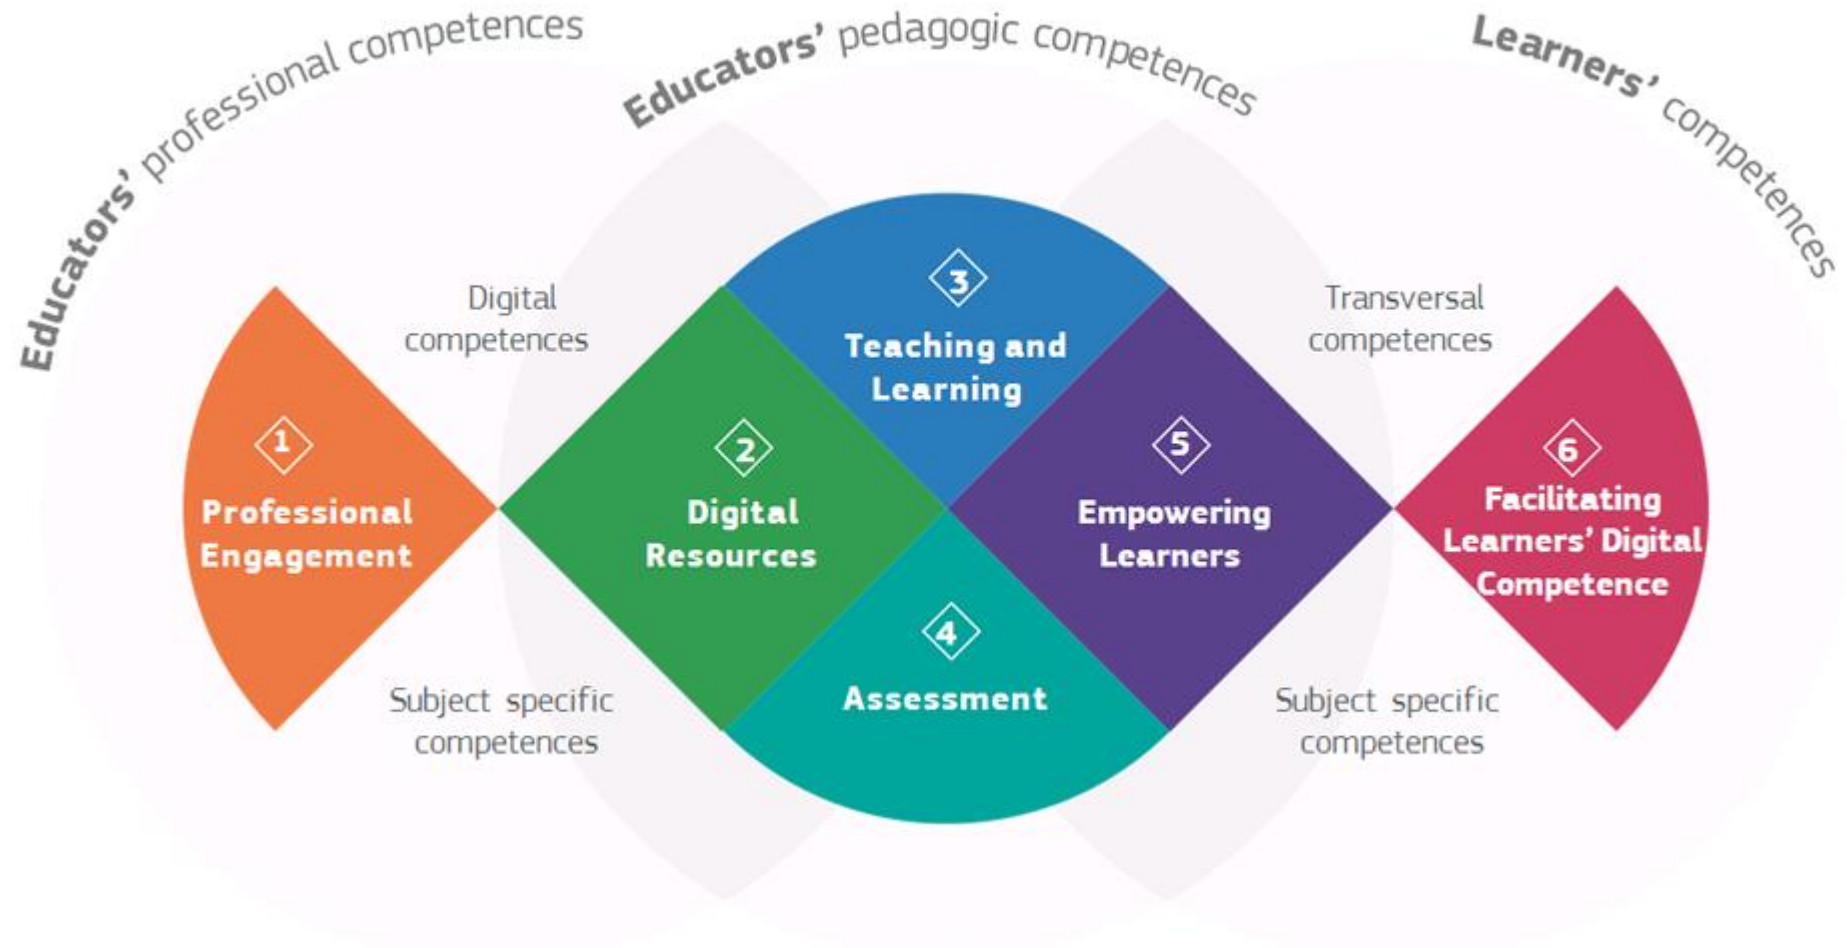 Educators’ professional competences
Educators’ pedagogic competences
Learners’ competences
Digital
competences
Transversal
competences
1
Professional
Engagement
2
Digital
Resources
3
Teaching and
Learning
4
Assessment
5
Empowering
Learners
6
Facilitating
Learners’ Digital
Competence
Subject specific
competences
Subject specific
competences